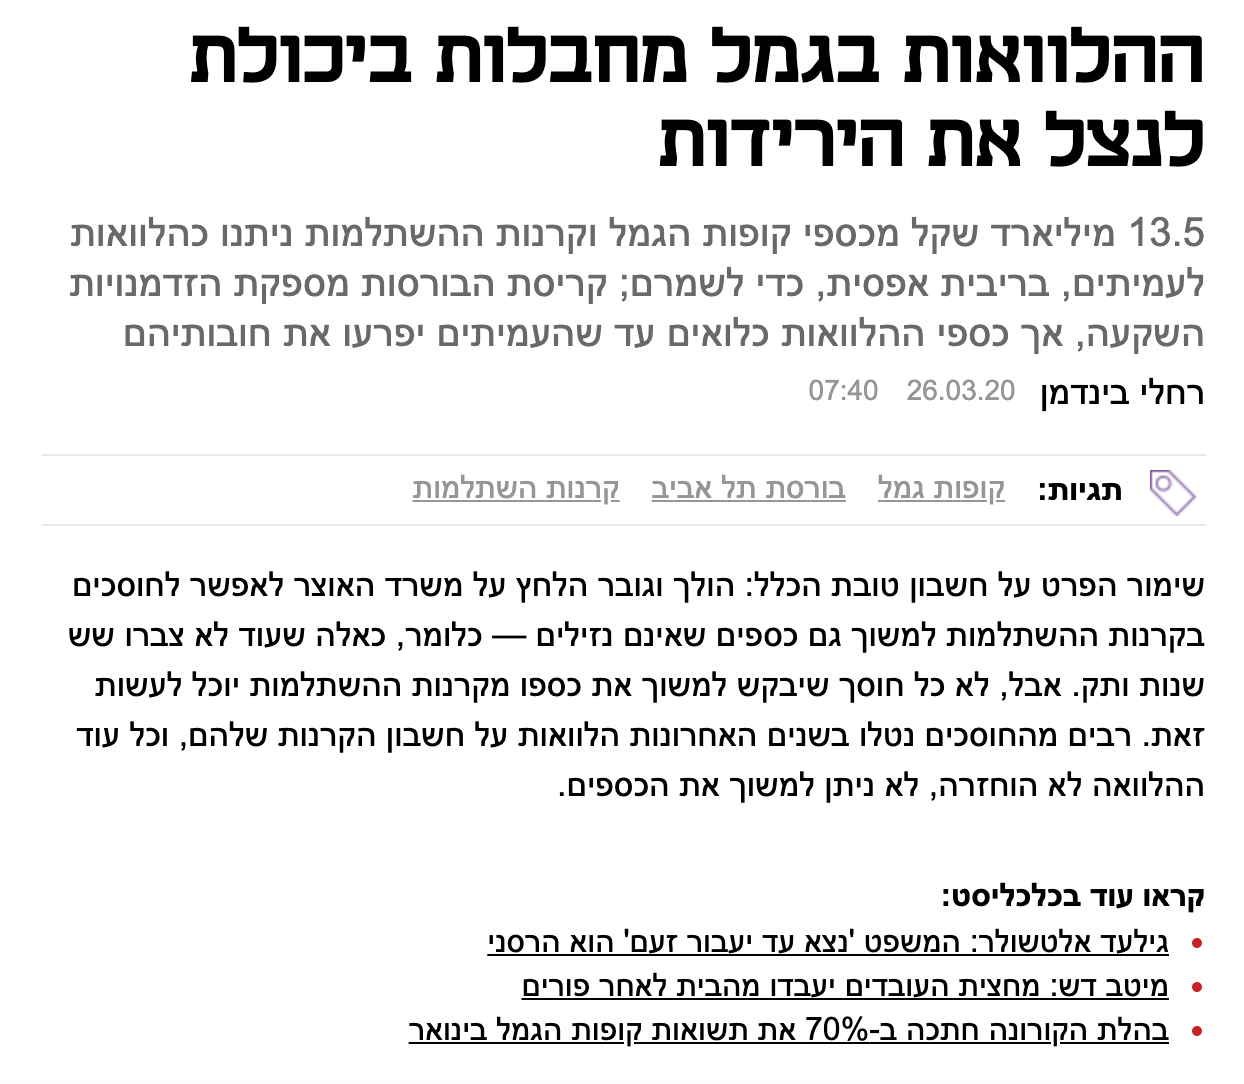 ההלוואות בגמל מחבלות ביכולת
לנצל את הירידות
13.5 מיליארד שקל מכספי קופות הגמל וקרנות ההשתלמות ניתנו כהלוואות
לעמיתים, בריבית אפסית, כדי לשמרם; קריסת הבורסות מספקת הזדמנויות
השקעה, אך כספי ההלוואות כלואים עד שהעמיתים יפרעו את חובותיהם
רחלי בינדמן 26.03.20 07:40
תגיות: קופות גמל בורסת תל אביב קרנות השתלמות
שימור הפרט על חשבון טובת הכלל: הולך וגובר הלחץ על משרד האוצר לאפשר לחוסכים
בקרנות ההשתלמות למשוך גם כספים שאינם נזילים — כלומר, כאלה שעוד לא צברו שש
שנות ותק. אבל, לא כל חוסך שיבקש למשוך את כספו מקרנות ההשתלמות יוכל לעשות
זאת. רבים מהחוסכים נטלו בשנים האחרונות הלוואות על חשבון הקרנות שלהם, וכל עוד
ההלוואה לא הוחזרה, לא ניתן למשוך את הכספים.
קראו עוד בכלכליסט:
• גילעד אלטשולר: המשפט 'נצא עד יעבור זעם' הוא הרסני
• מיטב דש: מחצית העובדים יעבדו מהבית לאחר פורים
• בהלת הקורונה חתכה ב-70% את תשואות קופות הגמל בינואר